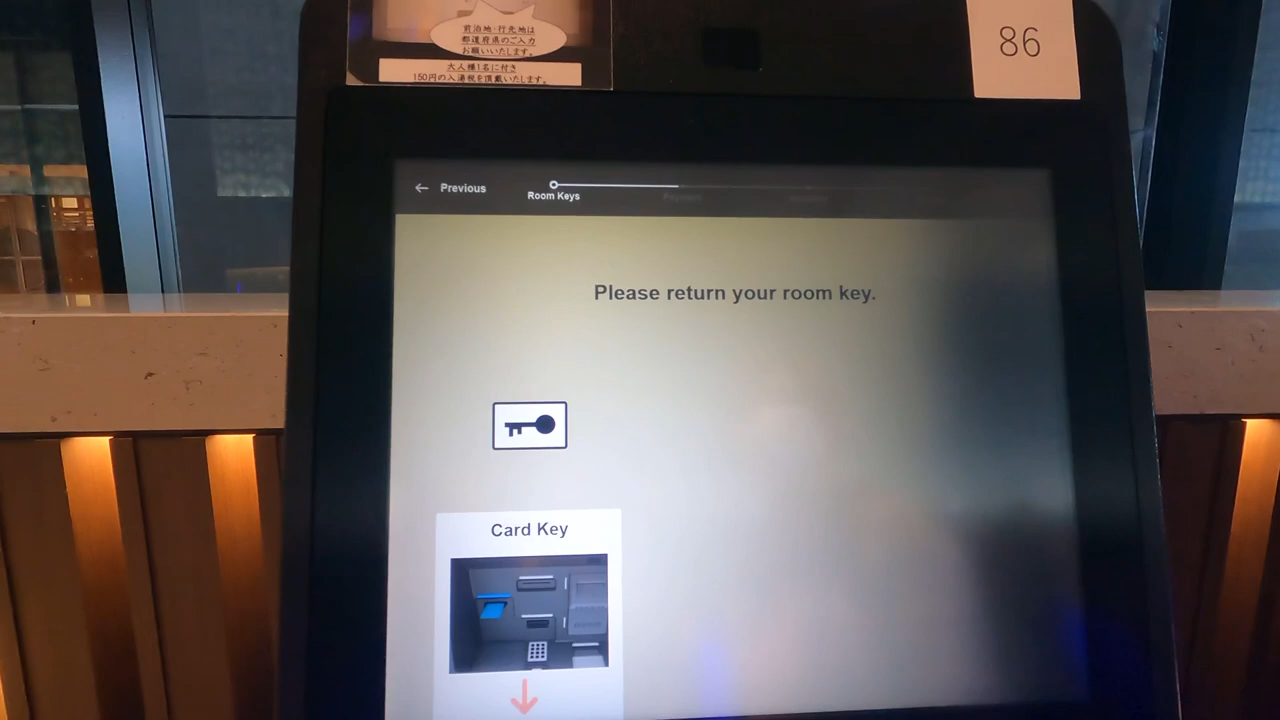 前泊地・行先地は
都道府県のご入力
お願いいたします。
大人様1名に付き
150円の入湯税を頂戴いたします。
86
← Previous
Room Keys
Please return your room key.
Card Key